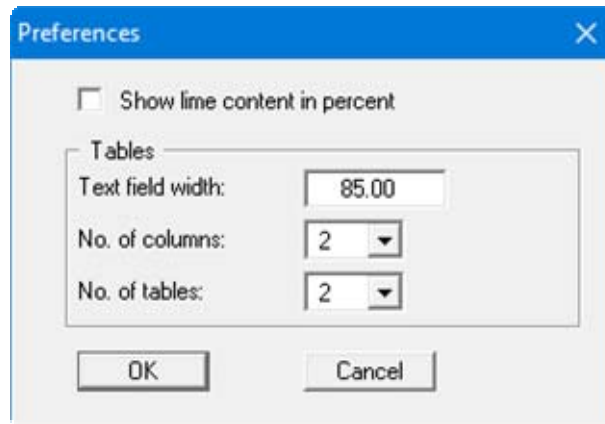 Preferences
Show lime content in percent
Tables
Text field width: 85.00
No. of columns: 2
No. of tables: 2
OK Cancel